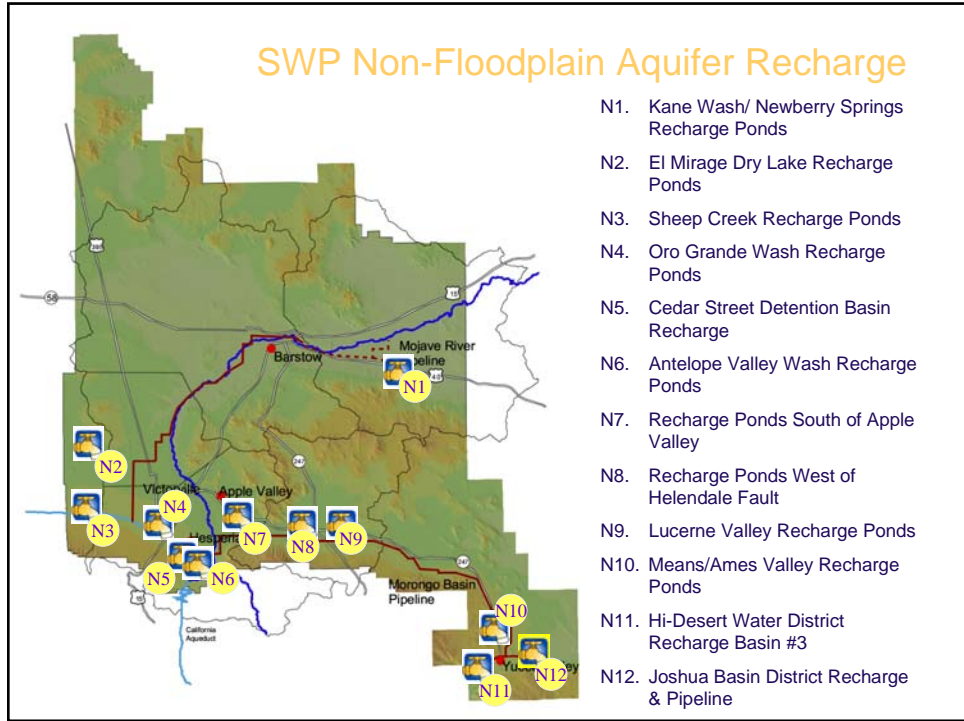 SWP Non-Floodplain Aquifer Recharge
N1. Kane Wash/ Newberry Springs
Recharge Ponds
N2. El Mirage Dry Lake Recharge
Ponds
N3. Sheep Creek Recharge Ponds
N4. Oro Grande Wash Recharge
Ponds
N5. Cedar Street Detention Basin
Recharge
N6. Antelope Valley Wash Recharge
Ponds
N7. Recharge Ponds South of Apple
Valley
N8. Recharge Ponds West of
Helendale Fault
N9. Lucerne Valley Recharge Ponds
N10. Means/Ames Valley Recharge
Ponds
N11. Hi-Desert Water District
Recharge Basin #3
N12. Joshua Basin District Recharge
& Pipeline
395
58
15
Barstow
Mojave River
40
N1
N2
N4
Apple Valley
247
N3
N7
N8
N9
N5
N6
247
Morongo Basin
Pipeline
15
California
Aqueduct
N10
N12
N11